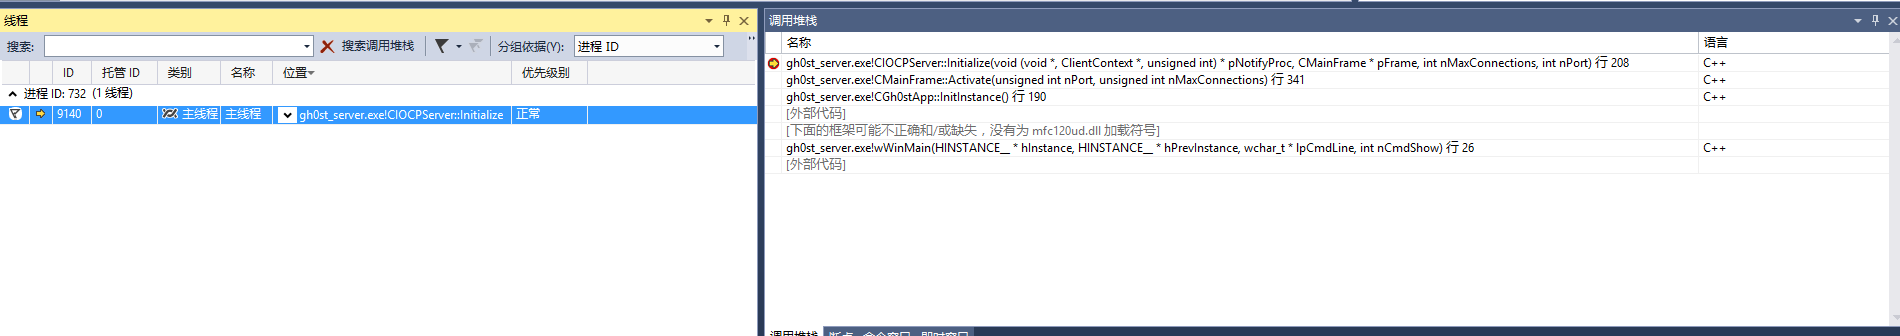 线程
搜索:
搜索调用堆栈
分组依据(Y):
进程 ID
ID 托管 ID 类别 名称 位置 优先级别
进程 ID: 732 (1 线程)
9140 0 主线程 主线程 gh0st_server.exe!CIOCPServer::Initialize 正常
调用堆栈
名称 语言
gh0st_server.exe!CIOCPServer::Initialize(void (void *, ClientContext *, unsigned int) * pNotifyProc, CMainFrame * pFrame, int nMaxConnections, int nPort) 行 208 C++
gh0st_server.exe!CMainFrame::Activate(unsigned int nPort, unsigned int nMaxConnections) 行 341 C++
gh0st_server.exe!CGh0stApp::InitInstance() 行 190 C++
[外部代码]
[下面的框架可能不正确和/或缺失，没有为 mfc120ud.dll 加载符号]
gh0st_server.exe!wWinMain(HINSTANCE__ * hInstance, HINSTANCE__ * hPrevInstance, wchar_t * lpCmdLine, int nCmdShow) 行 26 C++
[外部代码]
调用堆栈 断点 命令窗口 即时窗口